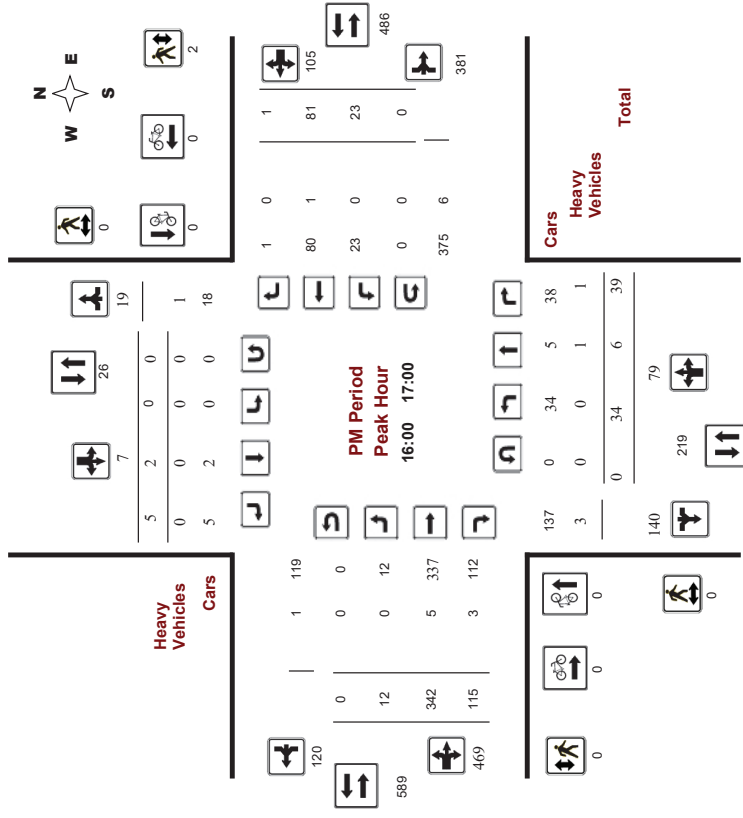 N
W E
S
0
0
0
2
486
105
381
1 0 1
80 1 81
23 0 23
0 0 0
375 6
26
7
19
5 2 0 0
0 0 0 0 1
5 2 0 0 18
Heavy
Vehicles
Cars
PM Period
Peak Hour
16:00 17:00
1 119
0 0 0
12 0 12
342 5 337
115 3 112
120
589
469
Cars
Heavy
Vehicles
Total
137 0 34 5 38
3 0 0 1 1
0 34 6 39
140
79
219
0
0
0
0